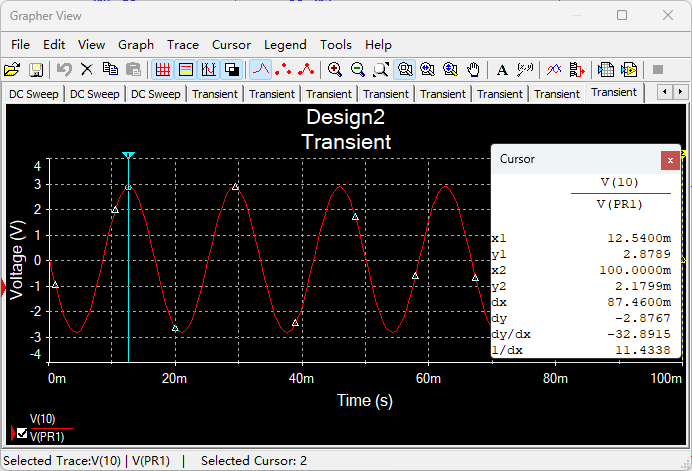 Grapher View
File Edit View Graph Trace Cursor Legend Tools Help
DC Sweep DC Sweep DC Sweep Transient Transient Transient Transient Transient Transient Transient Transient
Design2
Transient
Cursor
V(10)
V(PR1)
x1 12.5400m
y1 2.8789
x2 100.0000m
y2 2.1799m
dx 87.4600m
dy -2.8767
dy/dx -32.8915
1/dx 11.4338
Voltage (V)
4
3
2
1
0
-1
-2
-3
-4
0m 20m 40m 60m 80m 100m
Time (s)
V(10)
V(PR1)
Selected Trace:V(10) | V(PR1) | Selected Cursor: 2